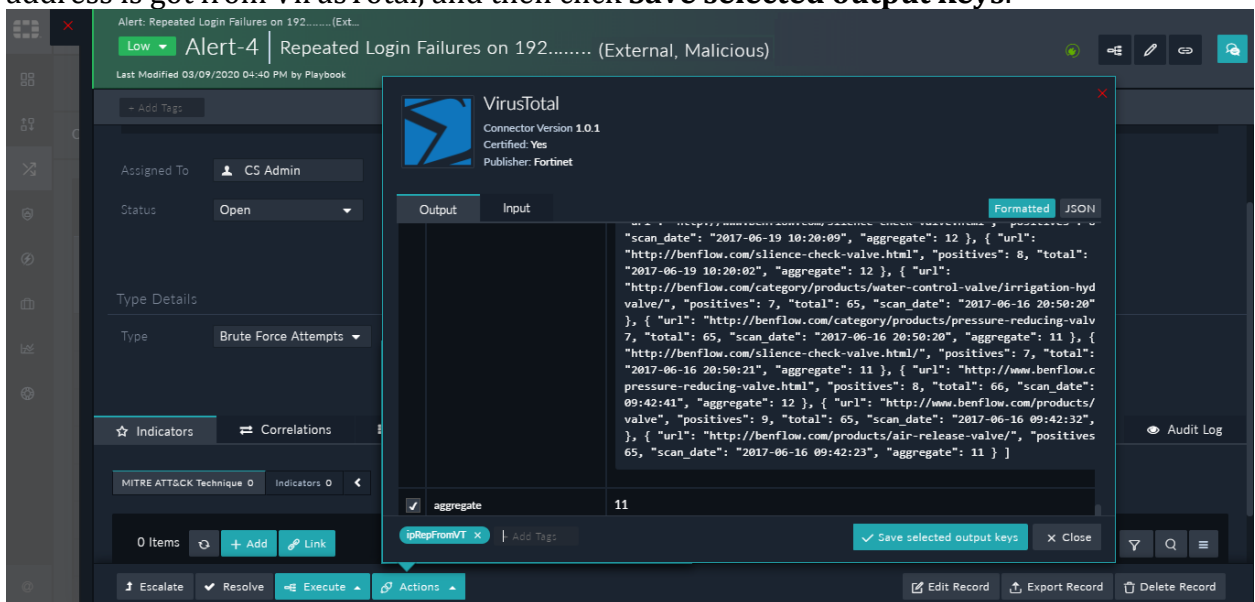 address is got from VirusTotal, and then click Save selected output keys.
Alert: Repeated Login Failures on 192........(Ext...
Low Alert-4 | Repeated Login Failures on 192........ (External, Malicious)
Last Modified 03/09/2020 04:40 PM by Playbook
+ Add Tags
VirusTotal
Connector Version 1.0.1
Certified: Yes
Publisher: Fortinet
Assigned To CS Admin
Status Open
Output Input Formatted JSON
"scan_date": "2017-06-19 10:20:09", "aggregate": 12 }, { "url":
"http://benflow.com/slience-check-valve.html", "positives": 8, "total":
"2017-06-19 10:20:02", "aggregate": 12 }, { "url":
"http://benflow.com/category/products/water-control-valve/irrigation-hyd
valve/", "positives": 7, "total": 65, "scan_date": "2017-06-16 20:50:20"
}, { "url": "http://benflow.com/category/products/pressure-reducing-valv
7, "total": 65, "scan_date": "2017-06-16 20:50:20", "aggregate": 11 }, {
"http://benflow.com/slience-check-valve.html/", "positives": 7, "total":
"2017-06-16 20:50:21", "aggregate": 11 }, { "url": "http://www.benflow.c
pressure-reducing-valve.html", "positives": 8, "total": 66, "scan_date":
09:42:41", "aggregate": 12 }, { "url": "http://www.benflow.com/products/
valve", "positives": 9, "total": 65, "scan_date": "2017-06-16 09:42:32",
}, { "url": "http://benflow.com/products/air-release-valve/", "positives
65, "scan_date": "2017-06-16 09:42:23", "aggregate": 11 } ]
Type Details
Type Brute Force Attempts
aggregate 11
Indicators Correlations Audit Log
MITRE ATT&CK Technique 0 Indicators 0
ipRepFromVT × + Add Tags Save selected output keys × Close
0 Items + Add Link
Escalate Resolve Execute Actions Edit Record Export Record Delete Record